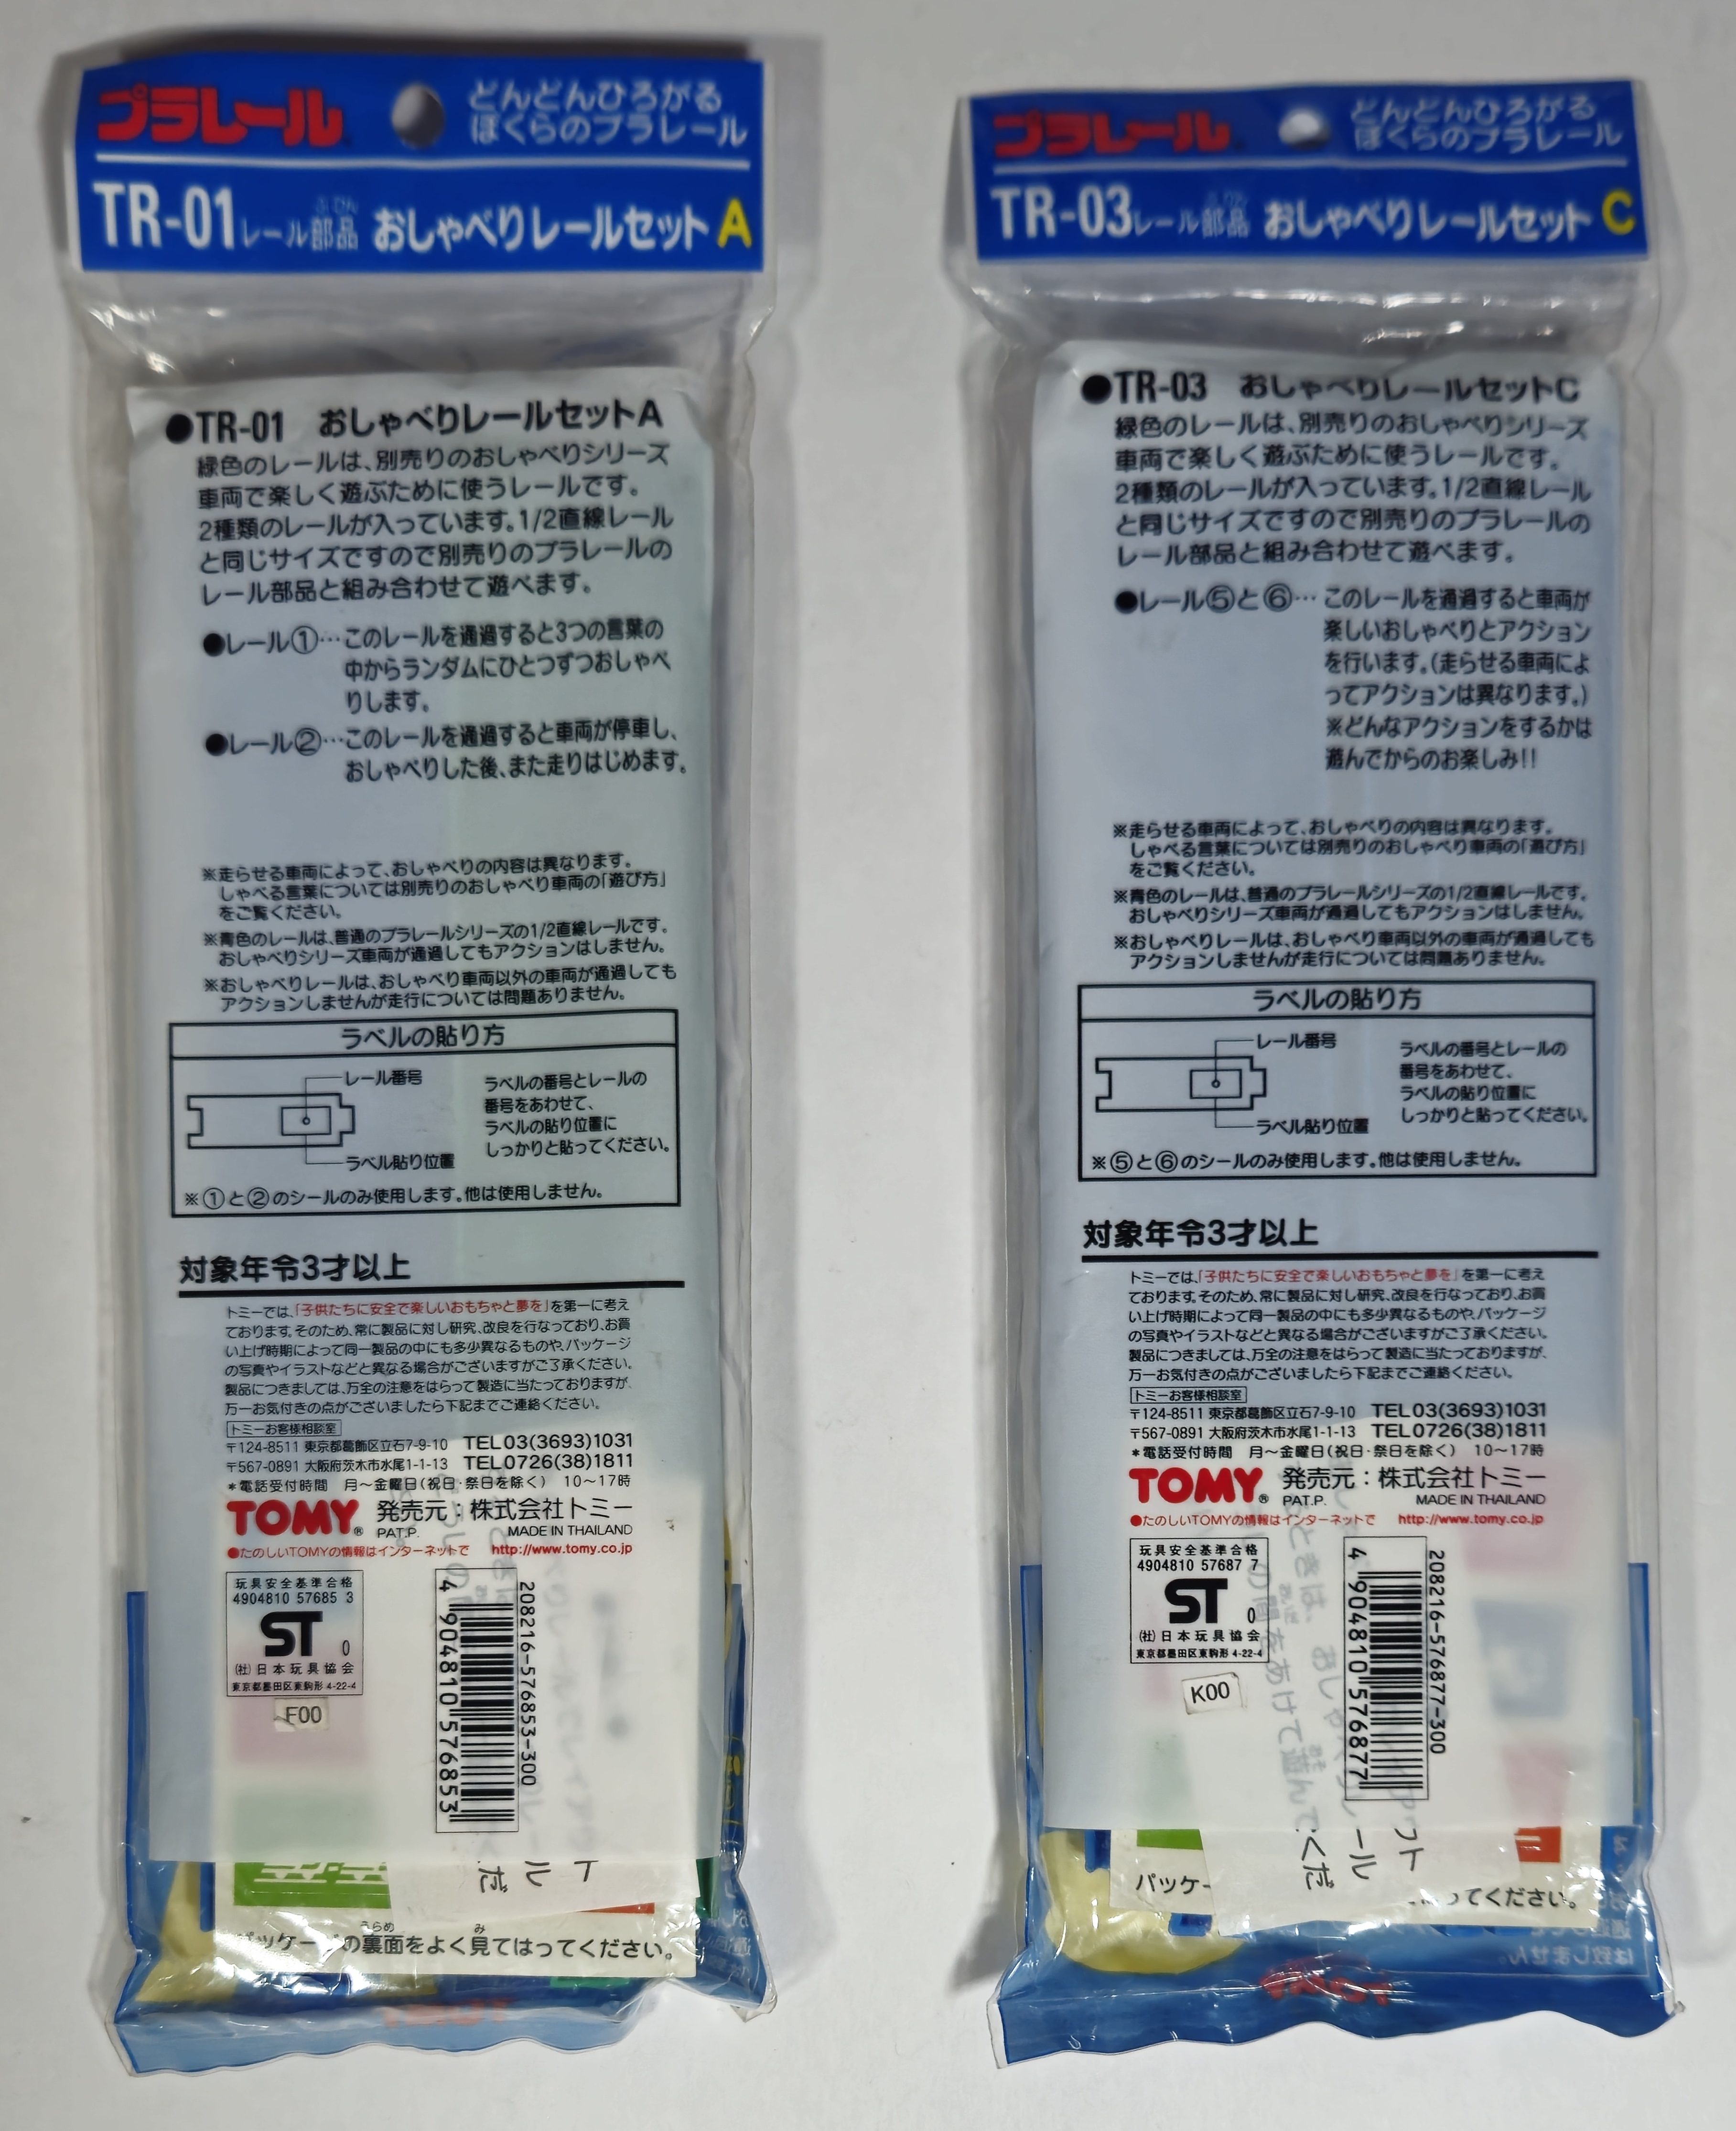 プラレール
どんどんひろがる
ぼくらのプラレール
TR-01 レール部品 おしゃべりレールセット A
●TR-01 おしゃべりレールセットA
緑色のレールは、別売りのおしゃべりシリーズ
車両で楽しく遊ぶために使うレールです。
2種類のレールが入っています。1/2直線レール
と同じサイズですので別売りのプラレールの
レール部品と組み合わせて遊べます。
●レール①…このレールを通過すると3つの言葉の
中からランダムにひとつずつおしゃべ
りします。
●レール②…このレールを通過すると車両が停車し、
おしゃべりした後、また走りはじめます。
※走らせる車両によって、おしゃべりの内容は異なります。
しゃべる言葉については別売りのおしゃべり車両の「遊び方」
をご覧ください。
※青色のレールは、普通のプラレールシリーズの1/2直線レールです。
おしゃべりシリーズ車両が通過してもアクションはしません。
※おしゃべりレールは、おしゃべり車両以外の車両が通過しても
アクションしませんが走行については問題ありません。
ラベルの貼り方
レール番号
ラベルの番号とレールの
番号をあわせて、
ラベルの貼り位置に
しっかりと貼ってください。
ラベル貼り位置
※①と②のシールのみ使用します。他は使用しません。
対象年令3才以上
トミーでは、「子供たちに安全で楽しいおもちゃと夢を」を第一に考え
ております。そのため、常に製品に対し研究、改良を行なっており、お買
い上げ時期によって同一製品の中にも多少異なるものや、パッケージ
の写真やイラストなどと異なる場合がございますがご了承ください。
製品につきましては、万全の注意をはらって製造に当たっておりますが、
万一お気付きの点がございましたら下記までご連絡ください。
トミーお客様相談室
〒124-8511 東京都葛飾区立石7-9-10 TEL03(3693)1031
〒567-0891 大阪府茨木市水尾1-1-13 TEL0726(38)1811
*電話受付時間 月〜金曜日(祝日・祭日を除く) 10〜17時
TOMY® 発売元：株式会社トミー
PAT.P. MADE IN THAILAND
●たのしいTOMYの情報はインターネットで http://www.tomy.co.jp
玩具安全基準合格
4904810 57685 3
ST 0
(社)日本玩具協会
東京都墨田区東駒形 4-22-4
F00
4 904810 576853
208216-576853-300
パッケージの裏面をよく見てはってください。
プラレール
どんどんひろがる
ぼくらのプラレール
TR-03 レール部品 おしゃべりレールセット C
●TR-03 おしゃべりレールセットC
緑色のレールは、別売りのおしゃべりシリーズ
車両で楽しく遊ぶために使うレールです。
2種類のレールが入っています。1/2直線レール
と同じサイズですので別売りのプラレールの
レール部品と組み合わせて遊べます。
●レール⑤と⑥…このレールを通過すると車両が
楽しいおしゃべりとアクション
を行います。(走らせる車両によ
ってアクションは異なります。)
※どんなアクションをするかは
遊んでからのお楽しみ!!
※走らせる車両によって、おしゃべりの内容は異なります。
しゃべる言葉については別売りのおしゃべり車両の「遊び方」
をご覧ください。
※青色のレールは、普通のプラレールシリーズの1/2直線レールです。
おしゃべりシリーズ車両が通過してもアクションはしません。
※おしゃべりレールは、おしゃべり車両以外の車両が通過しても
アクションしませんが走行については問題ありません。
ラベルの貼り方
レール番号
ラベルの番号とレールの
番号をあわせて、
ラベルの貼り位置に
しっかりと貼ってください。
ラベル貼り位置
※⑤と⑥のシールのみ使用します。他は使用しません。
対象年令3才以上
トミーでは、「子供たちに安全で楽しいおもちゃと夢を」を第一に考え
ております。そのため、常に製品に対し研究、改良を行なっており、お買
い上げ時期によって同一製品の中にも多少異なるものや、パッケージ
の写真やイラストなどと異なる場合がございますがご了承ください。
製品につきましては、万全の注意をはらって製造に当たっておりますが、
万一お気付きの点がございましたら下記までご連絡ください。
トミーお客様相談室
〒124-8511 東京都葛飾区立石7-9-10 TEL03(3693)1031
〒567-0891 大阪府茨木市水尾1-1-13 TEL0726(38)1811
*電話受付時間 月〜金曜日(祝日・祭日を除く) 10〜17時
TOMY® 発売元：株式会社トミー
PAT.P. MADE IN THAILAND
●たのしいTOMYの情報はインターネットで http://www.tomy.co.jp
玩具安全基準合格
4904810 57687 7
ST 0
(社)日本玩具協会
東京都墨田区東駒形 4-22-4
K00
4 904810 576877
208216-576877-300
パッケー
ってください。